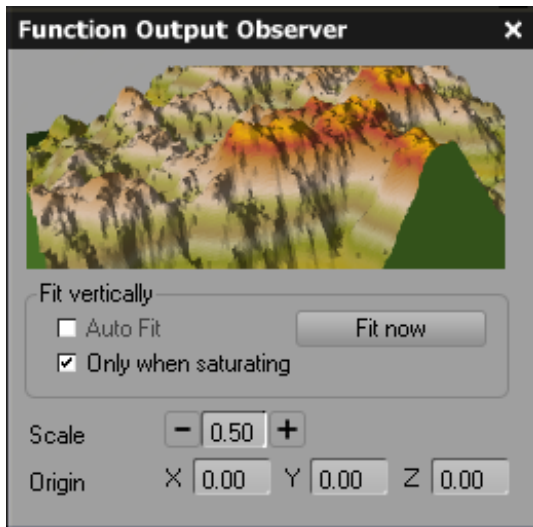 Function Output Observer ×
Fit vertically
Auto Fit Fit now
Only when saturating
Scale − 0.50 +
Origin X 0.00 Y 0.00 Z 0.00